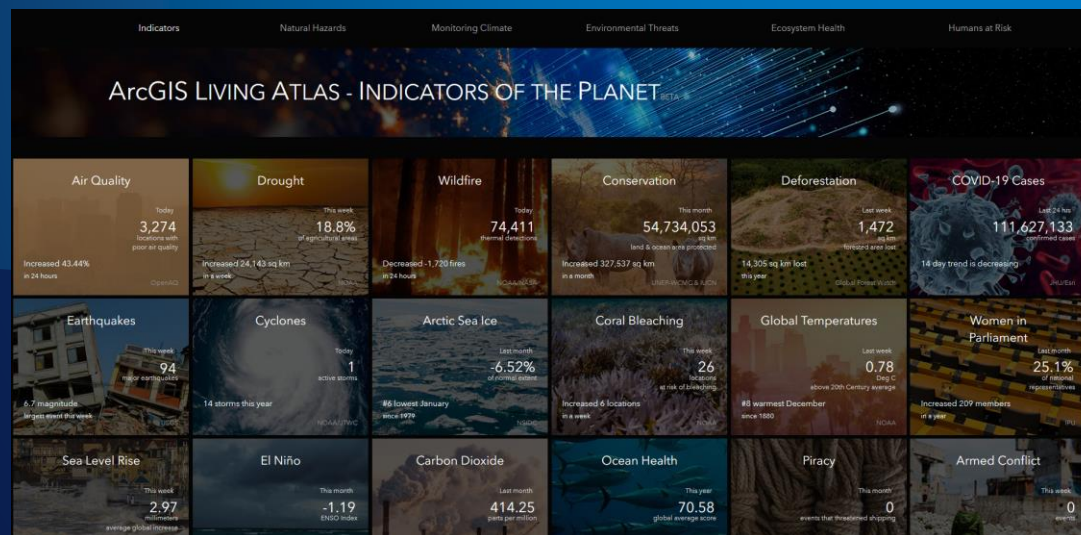 Indicators Natural Hazards Monitoring Climate Environmental Threats Ecosystem Health Humans at Risk
ArcGIS LIVING ATLAS - INDICATORS OF THE PLANET BETA
Air Quality
Today
3,274
locations with
poor air quality
Increased 43.44%
in 24 hours
OpenAQ
Drought
This week
18.8%
of agricultural areas
Increased 24,143 sq km
in a week
NOAA
Wildfire
Today
74,411
thermal detections
Decreased -1,720 fires
in 24 hours
NOAA/NASA
Conservation
This month
54,734,053
sq km
land & ocean area protected
Increased 327,537 sq km
in a month
UNEP-WCMC & IUCN
Deforestation
Last week
1,472
sq km
forested area lost
14,305 sq km lost
this year
Global Forest Watch
COVID-19 Cases
Last 24 hrs
111,627,133
confirmed cases
14 day trend is decreasing
JHU/Esri
Earthquakes
This week
94
major earthquakes
6.7 magnitude
largest event this week
USGS
Cyclones
Today
1
active storms
14 storms this year
NOAA/JTWC
Arctic Sea Ice
Last month
-6.52%
of normal extent
#6 lowest January
since 1979
NSIDC
Coral Bleaching
This week
26
locations
at risk of bleaching
Increased 6 locations
in a week
NOAA
Global Temperatures
Last week
0.78
Deg C
above 20th Century average
#8 warmest December
since 1880
NOAA
Women in
Parliament
Last month
25.1%
of national
representatives
Increased 209 members
in a year
IPU
Sea Level Rise
This week
2.97
millimeters
average global increase
El Niño
This month
-1.19
ENSO Index
Carbon Dioxide
Last month
414.25
parts per million
Ocean Health
This year
70.58
global average score
Piracy
This month
0
events that threatened shipping
Armed Conflict
This week
0
events